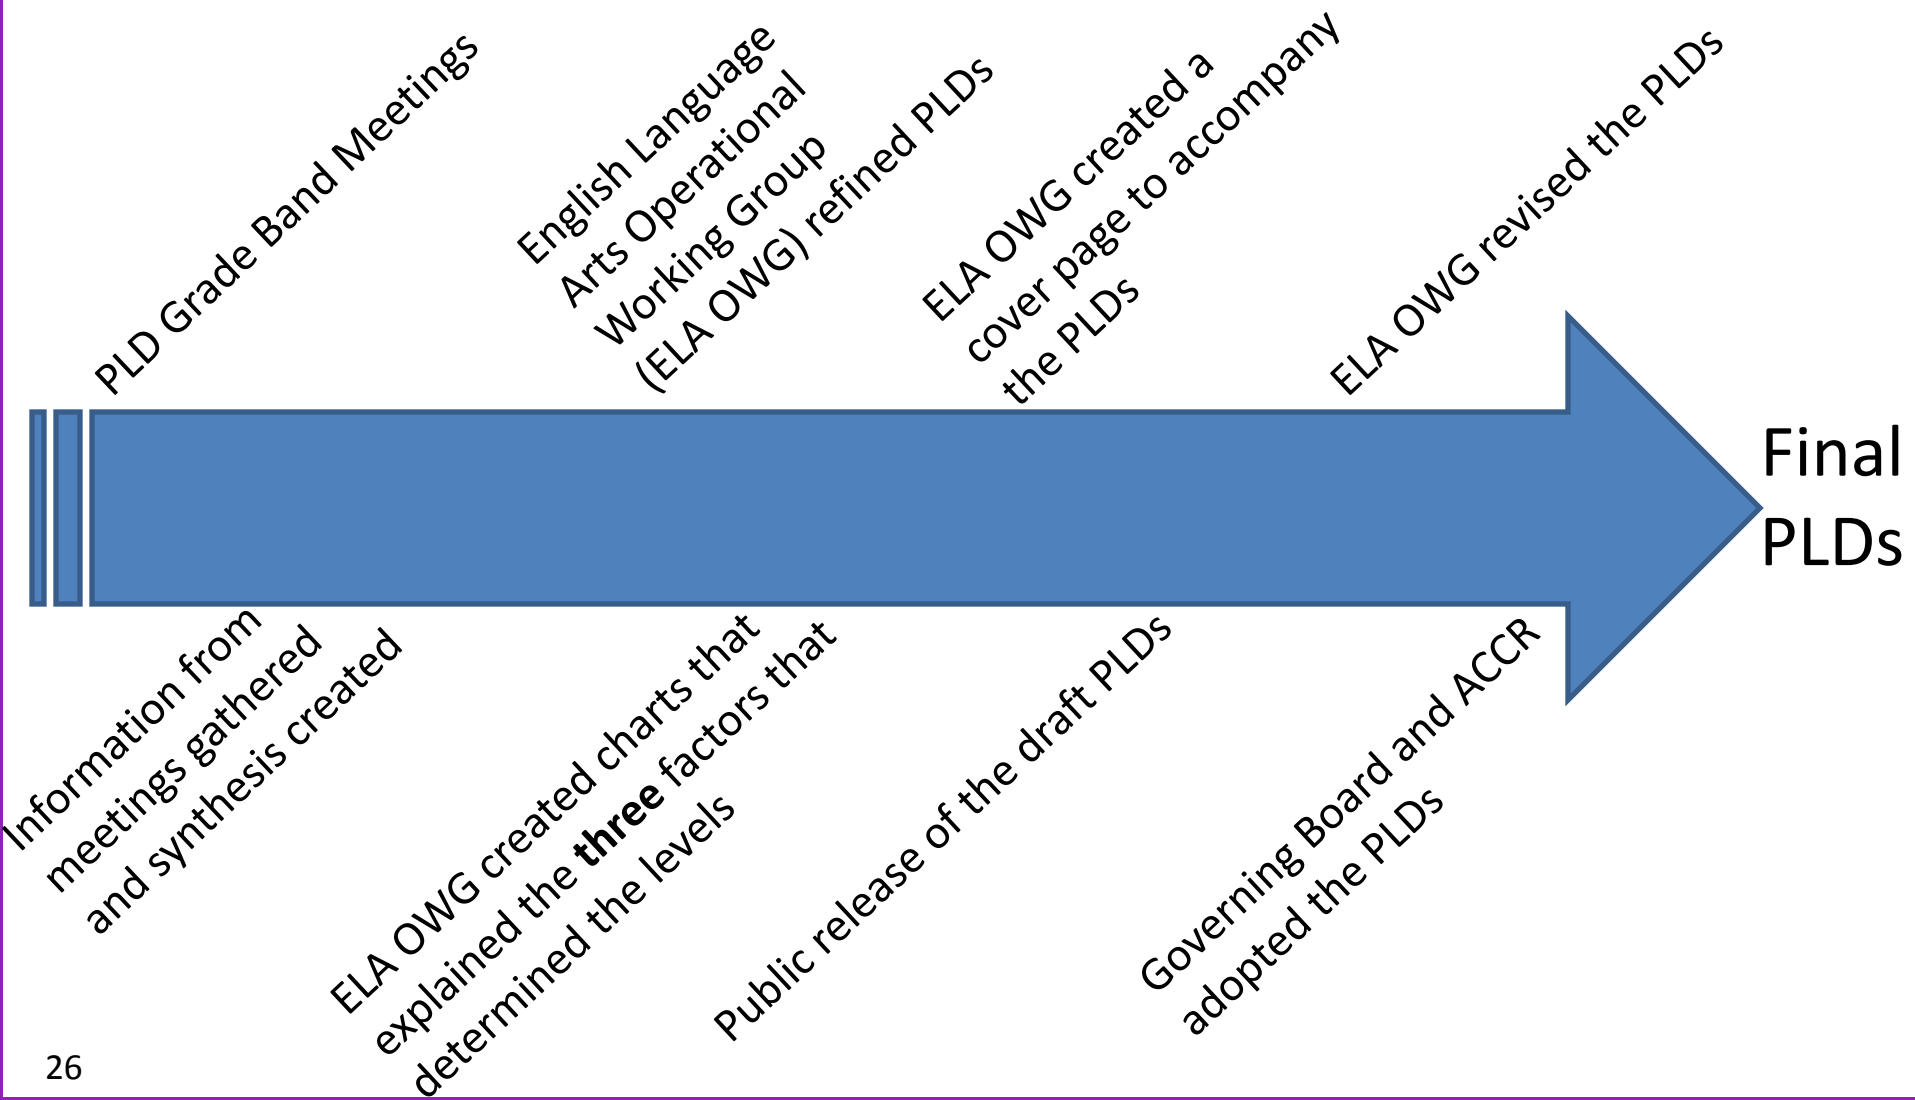 PLD Grade Band Meetings
English Language
Arts Operational
Working Group
(ELA OWG) refined PLDs
ELA OWG created a
cover page to accompany
the PLDs
ELA OWG revised the PLDs
Final
PLDs
Information from
meetings gathered
and synthesis created
ELA OWG created charts that
explained the three factors that
determined the levels
Public release of the draft PLDs
Governing Board and ACCR
adopted the PLDs
26